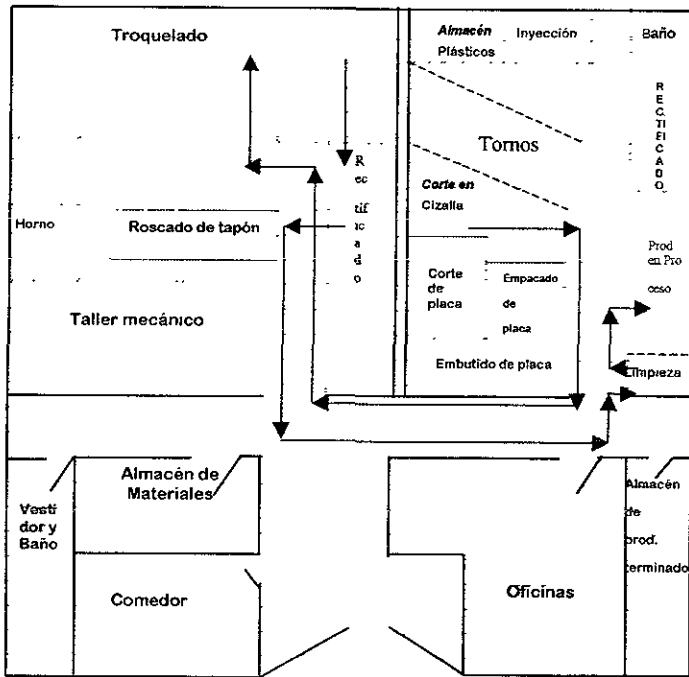 Troquelado
Almacén
Plásticos
Inyección
Baño
R
E
C
T
I
F
I
C
A
D
O
Tornos
R
ec
tif
ic
a
d
o
Corte en
Cizalla
Horno
Roscado de tapón
Corte
de
placa
Empacado
de
placa
Prod
en Pro
ceso
Taller mecánico
Embutido de placa
Limpieza
Almacén de
Materiales
Vesti
dor y
Baño
Comedor
Oficinas
Almacén
de
prod.
terminado